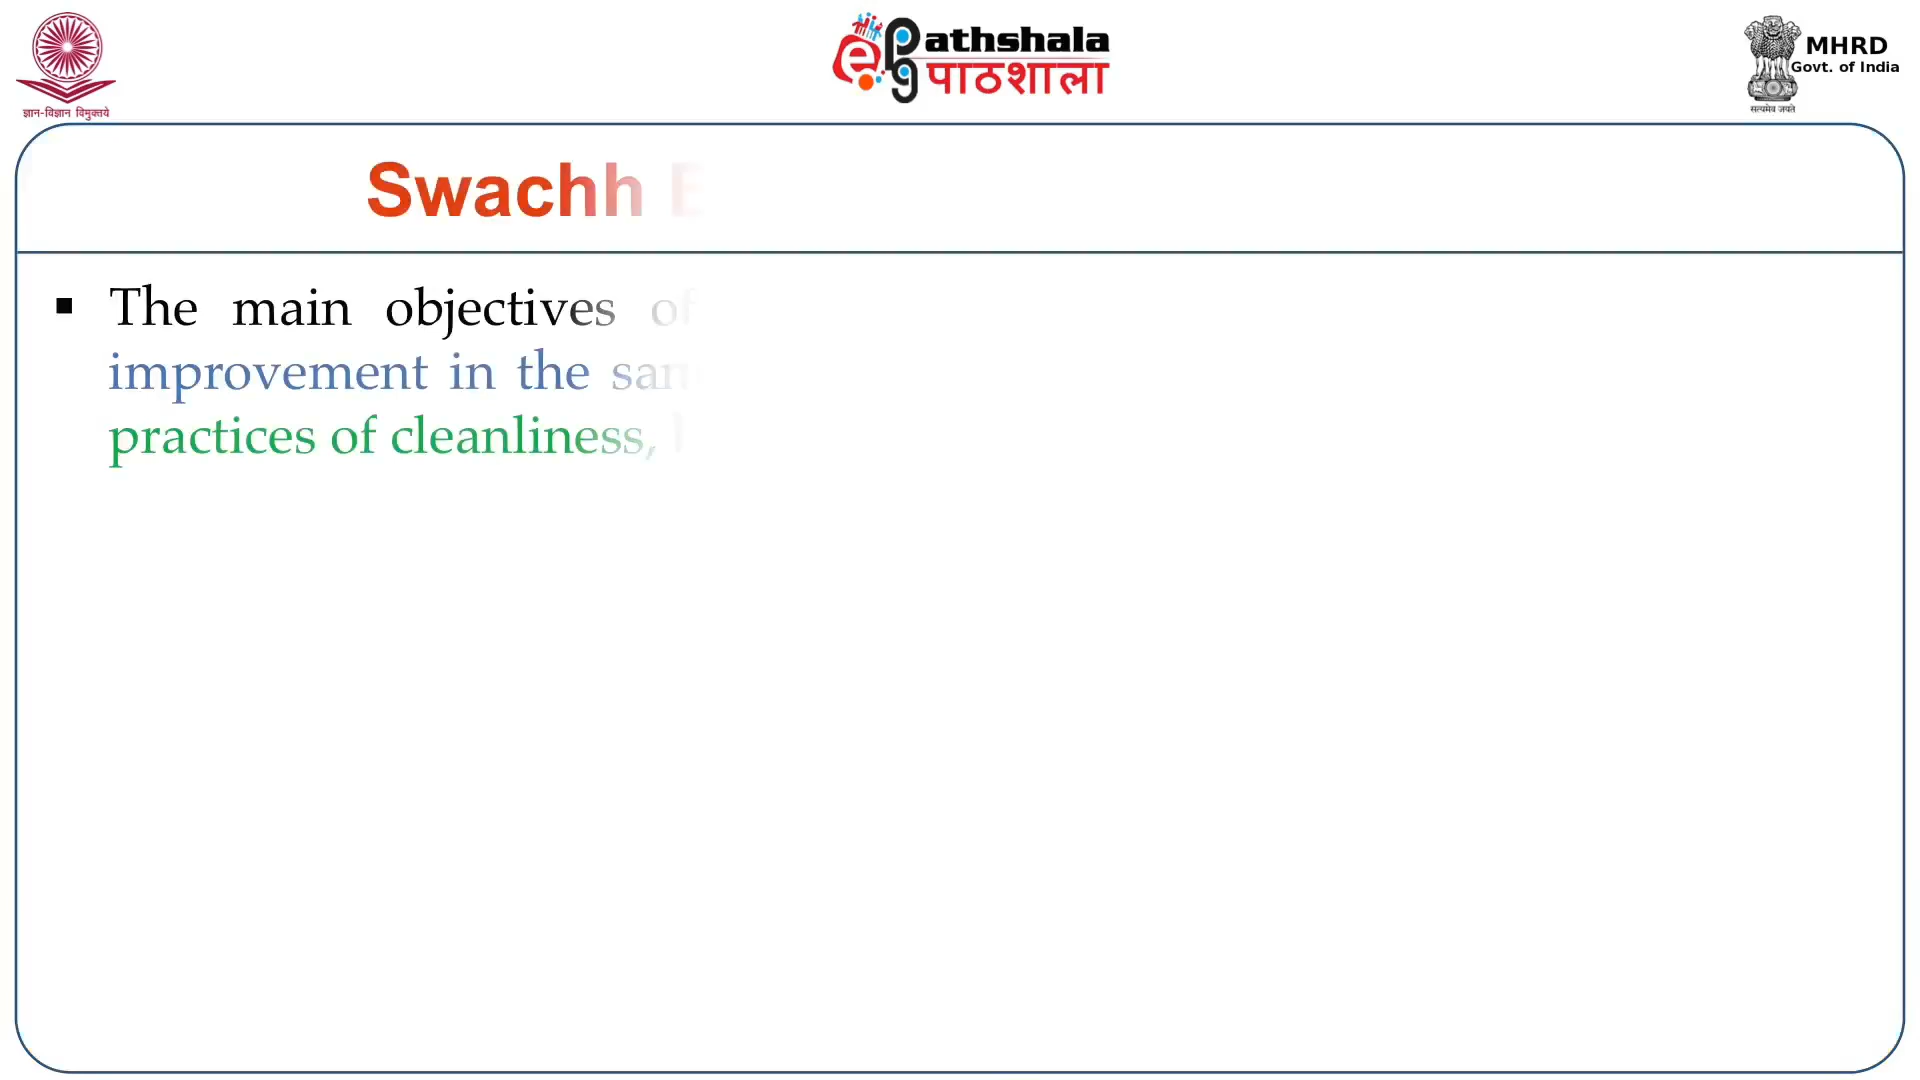 ज्ञान-विज्ञान विमुक्तये
ePathshala
पाठशाला
सत्यमेव जयते
MHRD
Govt. of India
Swachh
▪ The main objectives of
improvement in the
practices of cleanliness,